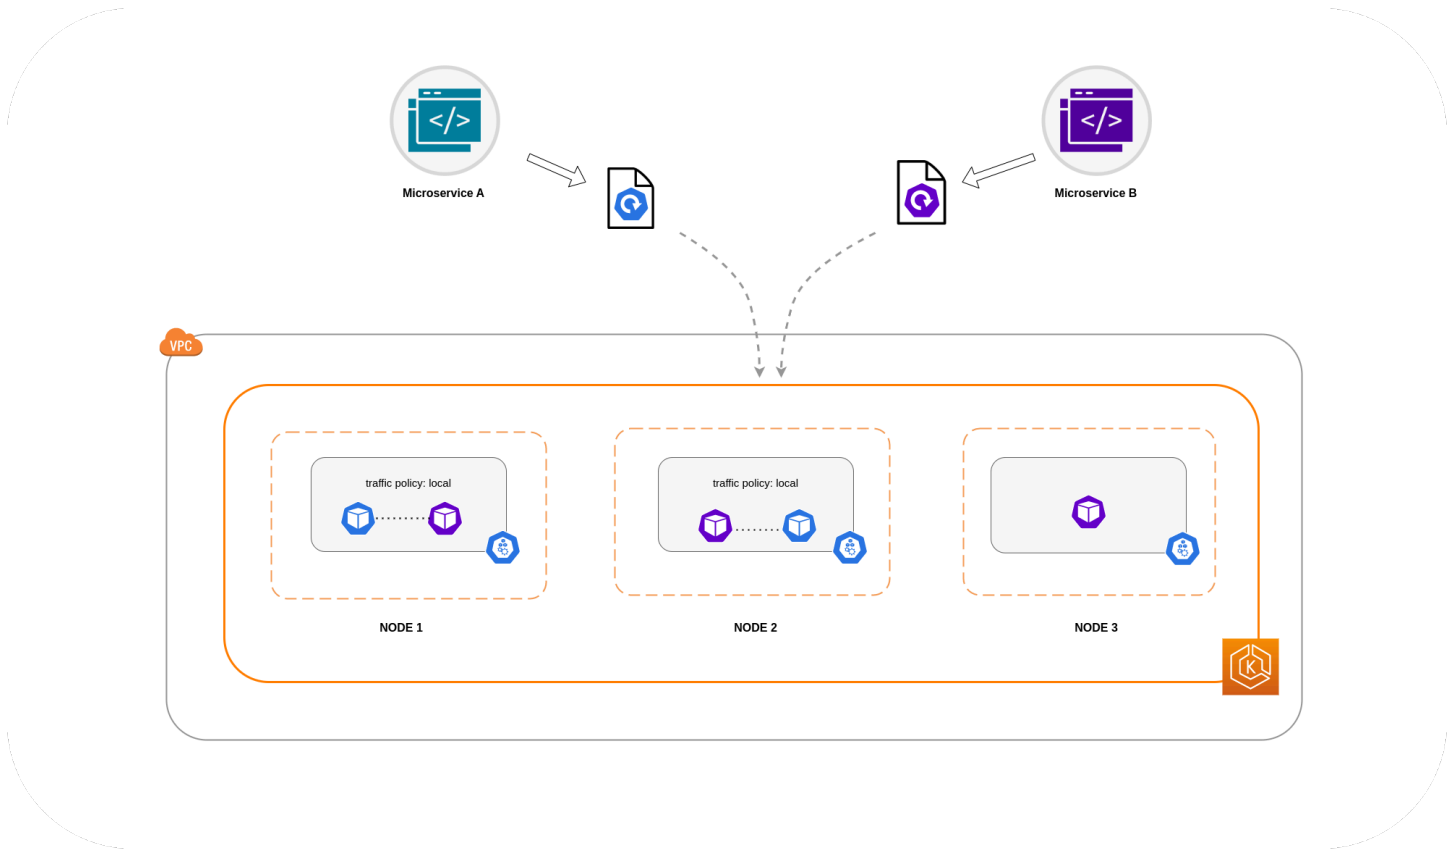 </>
</>
Microservice A
Microservice B
VPC
traffic policy: local
traffic policy: local
NODE 1
NODE 2
NODE 3
K